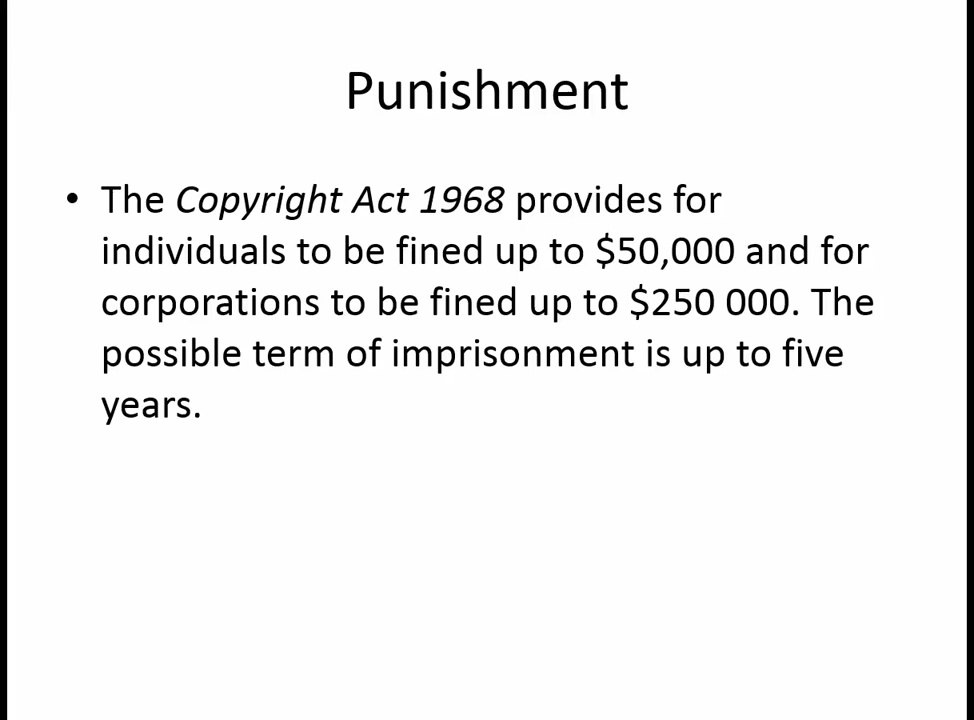 Punishment
• The Copyright Act 1968 provides for
individuals to be fined up to $50,000 and for
corporations to be fined up to $250 000. The
possible term of imprisonment is up to five
years.